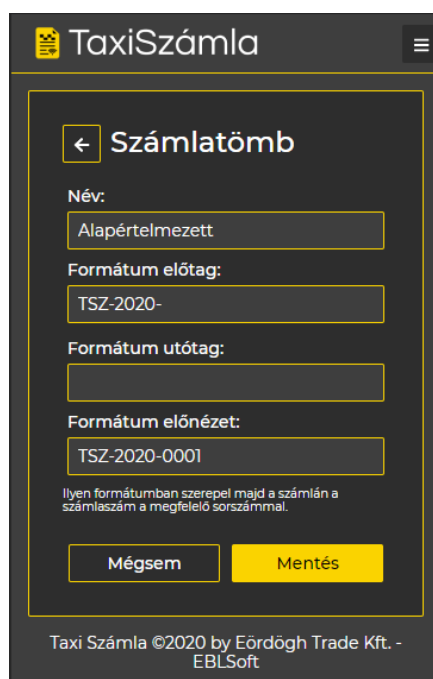 TaxiSzámla
Számlatömb
Név:
Alapértelmezett
Formátum előtag:
TSZ-2020-
Formátum utótag:
Formátum előnézet:
TSZ-2020-0001
Ilyen formátumban szerepel majd a számlán a
számlaszám a megfelelő sorszámmal.
Mégsem Mentés
Taxi Számla ©2020 by Eördögh Trade Kft. -
EBLSoft